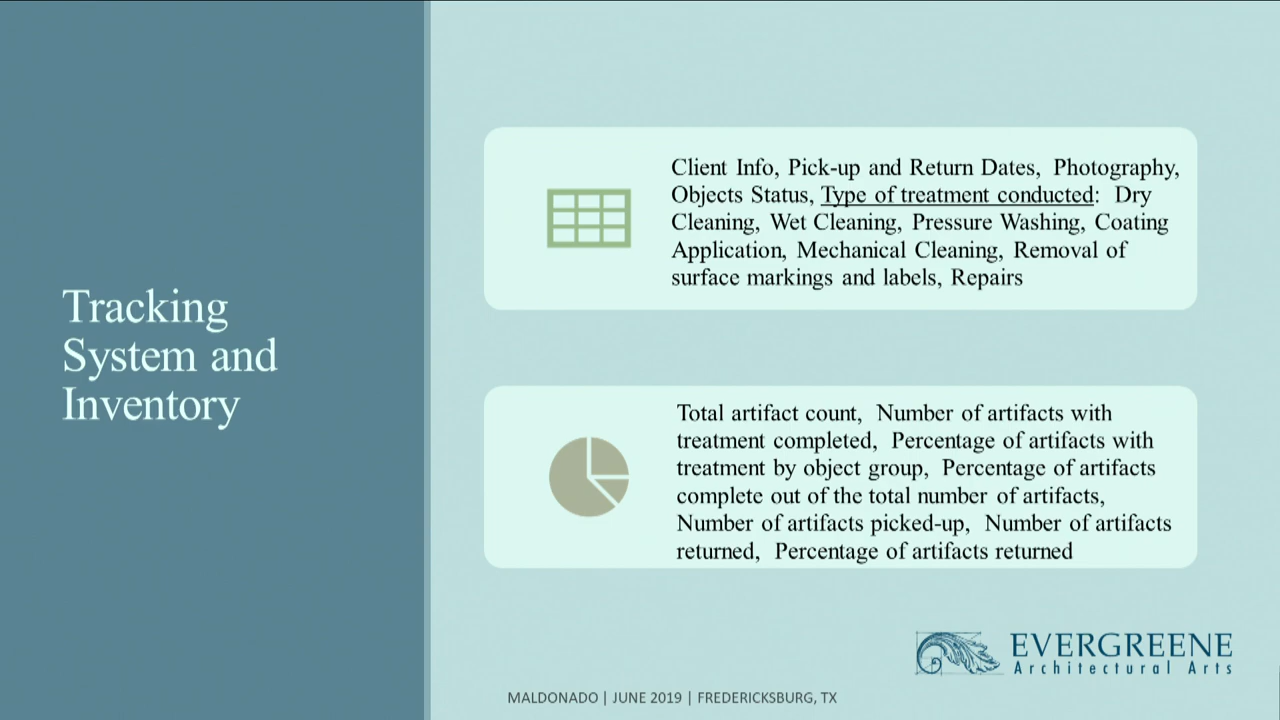 Tracking
System and
Inventory
Client Info, Pick-up and Return Dates, Photography,
Objects Status, Type of treatment conducted: Dry
Cleaning, Wet Cleaning, Pressure Washing, Coating
Application, Mechanical Cleaning, Removal of
surface markings and labels, Repairs
Total artifact count, Number of artifacts with
treatment completed, Percentage of artifacts with
treatment by object group, Percentage of artifacts
complete out of the total number of artifacts,
Number of artifacts picked-up, Number of artifacts
returned, Percentage of artifacts returned
EVERGREENE
Architectural Arts
MALDONADO | JUNE 2019 | FREDERICKSBURG, TX